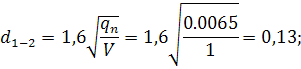 d₁₋₂ = 1,6√(qₙ/V) = 1,6√(0.0065/1) = 0,13;